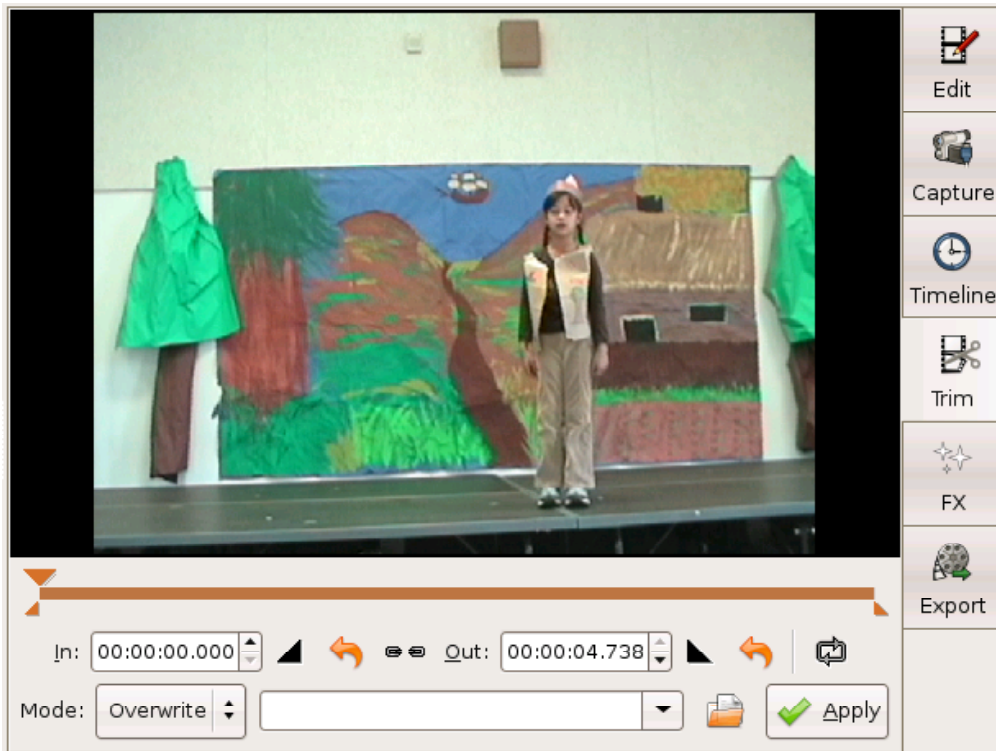 Edit
Capture
Timeline
Trim
FX
Export
In: 00:00:00.000 Out: 00:00:04.738
Mode: Overwrite Apply